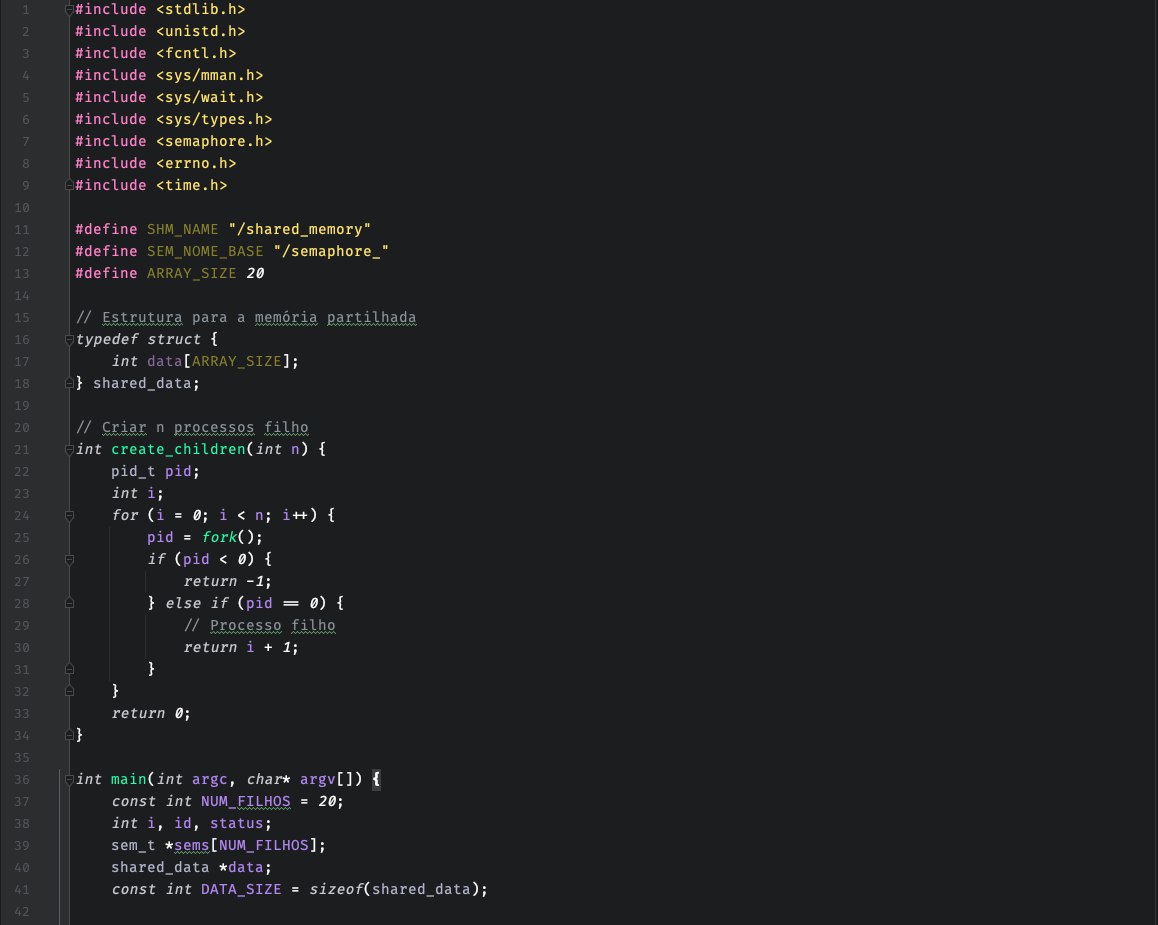 1 #include <stdlib.h>
2 #include <unistd.h>
3 #include <fcntl.h>
4 #include <sys/mman.h>
5 #include <sys/wait.h>
6 #include <sys/types.h>
7 #include <semaphore.h>
8 #include <errno.h>
9 #include <time.h>
10
11 #define SHM_NAME "/shared_memory"
12 #define SEM_NOME_BASE "/semaphore_"
13 #define ARRAY_SIZE 20
14
15 // Estrutura para a memória partilhada
16 typedef struct {
17     int data[ARRAY_SIZE];
18 } shared_data;
19
20 // Criar n processos filho
21 int create_children(int n) {
22     pid_t pid;
23     int i;
24     for (i = 0; i < n; i++) {
25         pid = fork();
26         if (pid < 0) {
27             return -1;
28         } else if (pid == 0) {
29             // Processo filho
30             return i + 1;
31         }
32     }
33     return 0;
34 }
35
36 int main(int argc, char* argv[]) {
37     const int NUM_FILHOS = 20;
38     int i, id, status;
39     sem_t *sems[NUM_FILHOS];
40     shared_data *data;
41     const int DATA_SIZE = sizeof(shared_data);
42